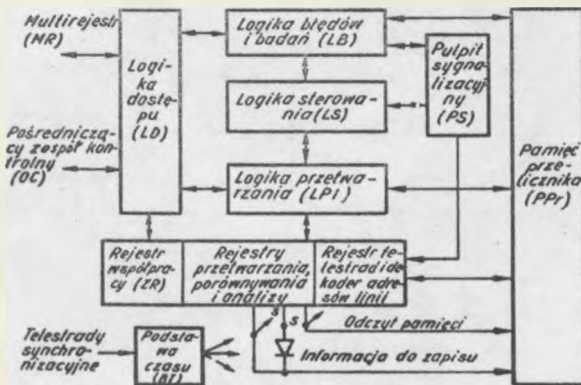 Multirejestr
(MR)
Pośredniczą-
cy zespół kon-
trolny
(OC)
Logi-
ka
dostę-
pu (LD)
Logika błędów
i badań (LB)
Logika sterowa-
nia (LS)
Logika przetwa-
rzania (LPI)
Pulpit
sygna-
lizacyj-
ny (PS)
Pamięć
prze-
licznika
(PPr)
Rejestr
współpra-
cy (ZR)
Rejestry
przetwarzania,
porównywania
i analizy
Rejestr te-
lestrad i de-
koder adre-
sów linii
s
s
Odczyt pamięci
Informacja do zapisu
Telestrady
synchro-
nizacyjne
Podsta-
wa
czasu (BT)